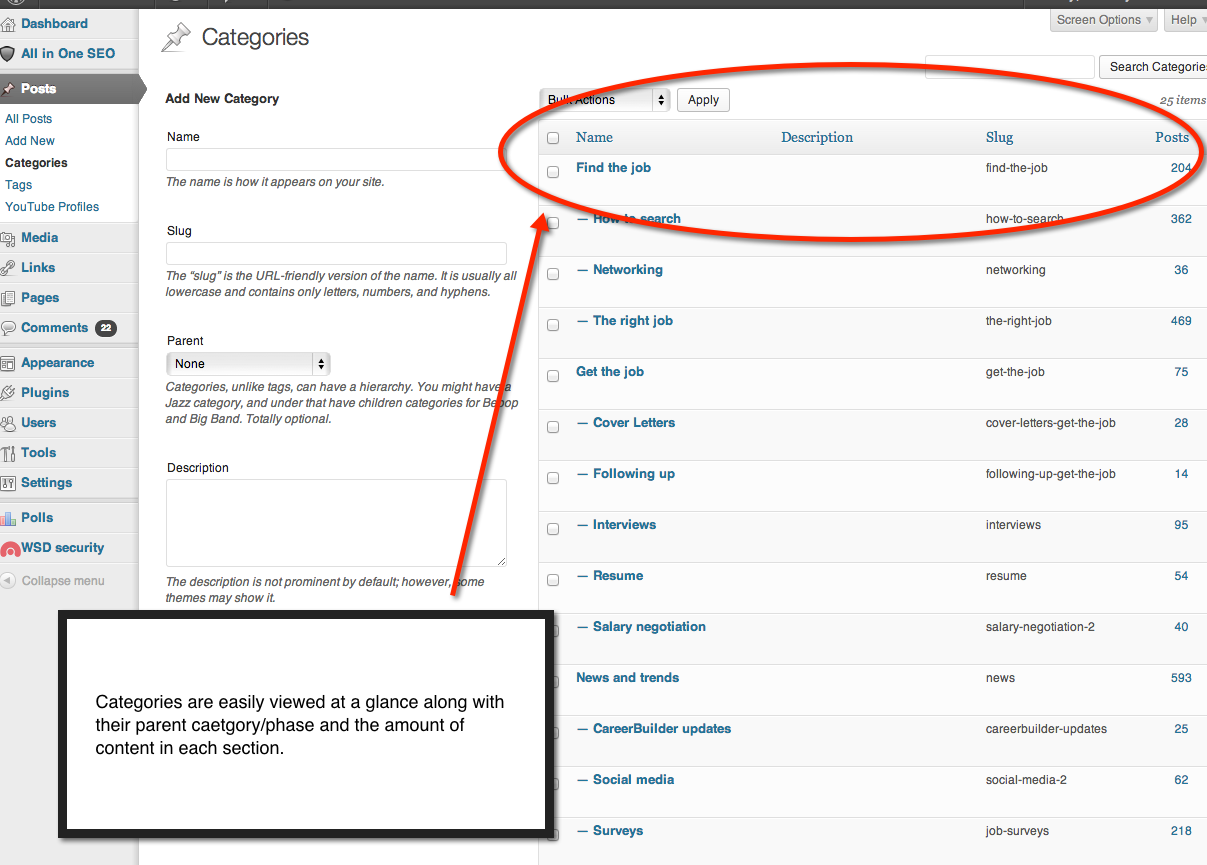 Dashboard
All in One SEO
Posts
All Posts
Add New
Categories
Tags
YouTube Profiles
Media
Links
Pages
Comments 22
Appearance
Plugins
Users
Tools
Settings
Polls
WSD security
Collapse menu
Screen Options Help
Categories
Search Categories
Add New Category
Name
The name is how it appears on your site.
Slug
The “slug” is the URL-friendly version of the name. It is usually all
lowercase and contains only letters, numbers, and hyphens.
Parent
None
Categories, unlike tags, can have a hierarchy. You might have a
Jazz category, and under that have children categories for Bebop
and Big Band. Totally optional.
Description
The description is not prominent by default; however, some
themes may show it.
Bulk Actions Apply 25 items
Name Description Slug Posts
Find the job find-the-job 204
— How to search how-to-search 362
— Networking networking 36
— The right job the-right-job 469
Get the job get-the-job 75
— Cover Letters cover-letters-get-the-job 28
— Following up following-up-get-the-job 14
— Interviews interviews 95
— Resume resume 54
— Salary negotiation salary-negotiation-2 40
News and trends news 593
— CareerBuilder updates careerbuilder-updates 25
— Social media social-media-2 62
— Surveys job-surveys 218
Categories are easily viewed at a glance along with
their parent caetgory/phase and the amount of
content in each section.